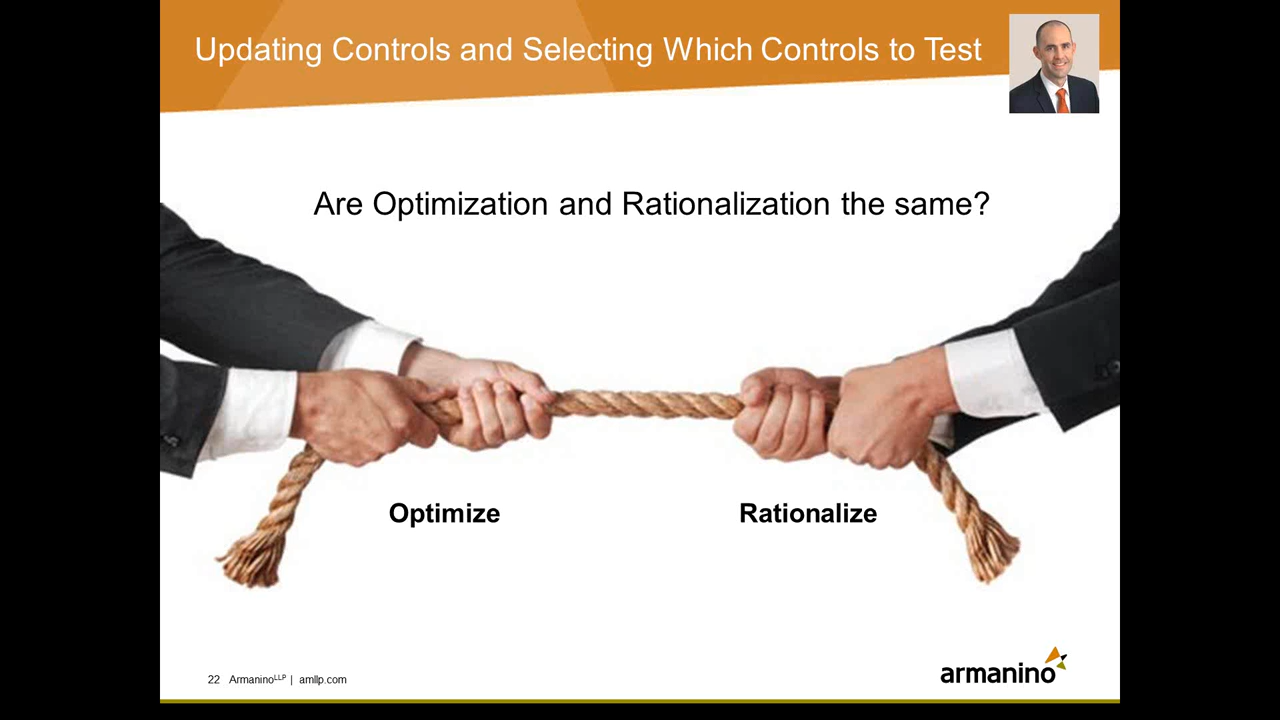 Updating Controls and Selecting Which Controls to Test
Are Optimization and Rationalization the same?
Optimize
Rationalize
22 ArmaninoLLP | amllp.com
armanino